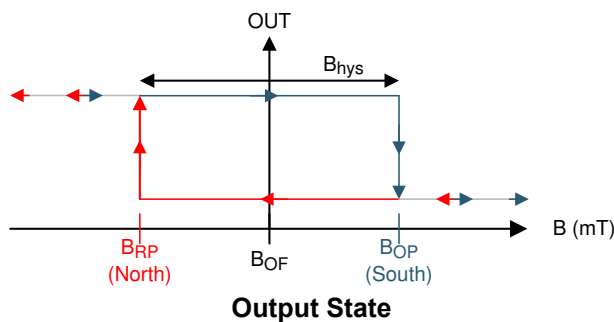 OUT
Bhys
B (mT)
BRP
(North)
BOF
BOP
(South)
Output State